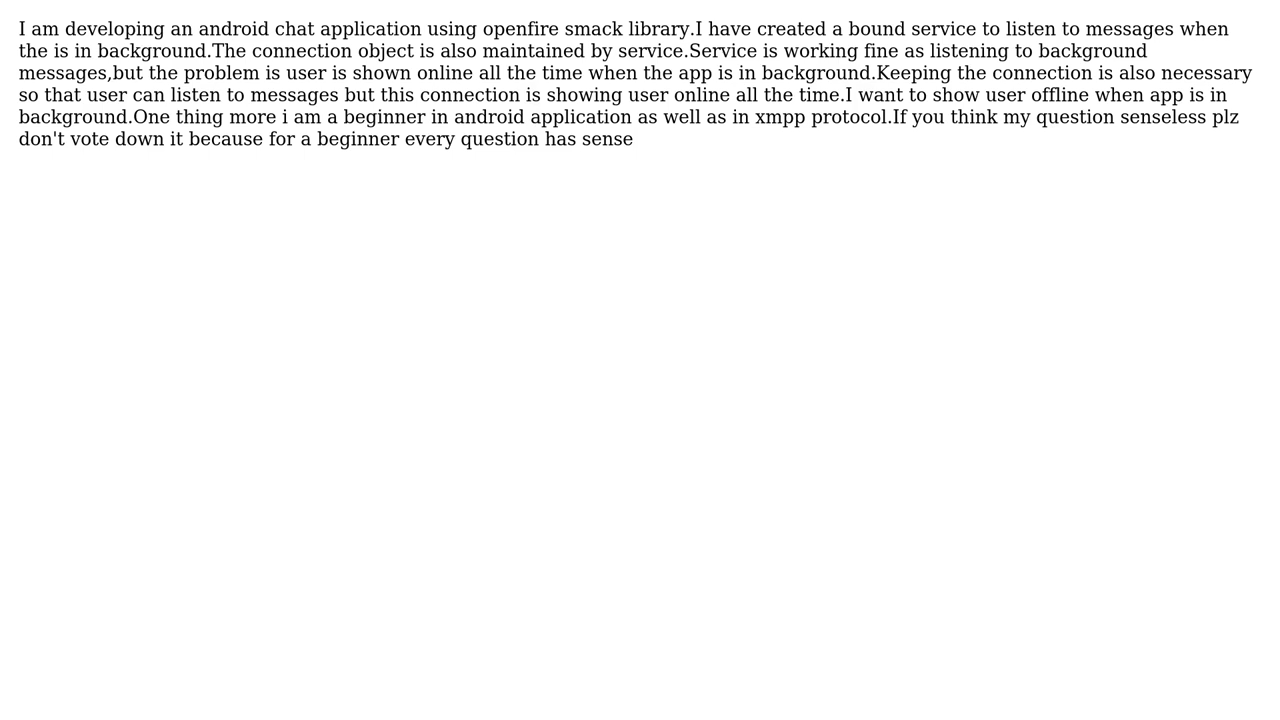 I am developing an android chat application using openfire smack library.I have created a bound service to listen to messages when
the is in background.The connection object is also maintained by service.Service is working fine as listening to background
messages,but the problem is user is shown online all the time when the app is in background.Keeping the connection is also necessary
so that user can listen to messages but this connection is showing user online all the time.I want to show user offline when app is in
background.One thing more i am a beginner in android application as well as in xmpp protocol.If you think my question senseless plz
don't vote down it because for a beginner every question has sense